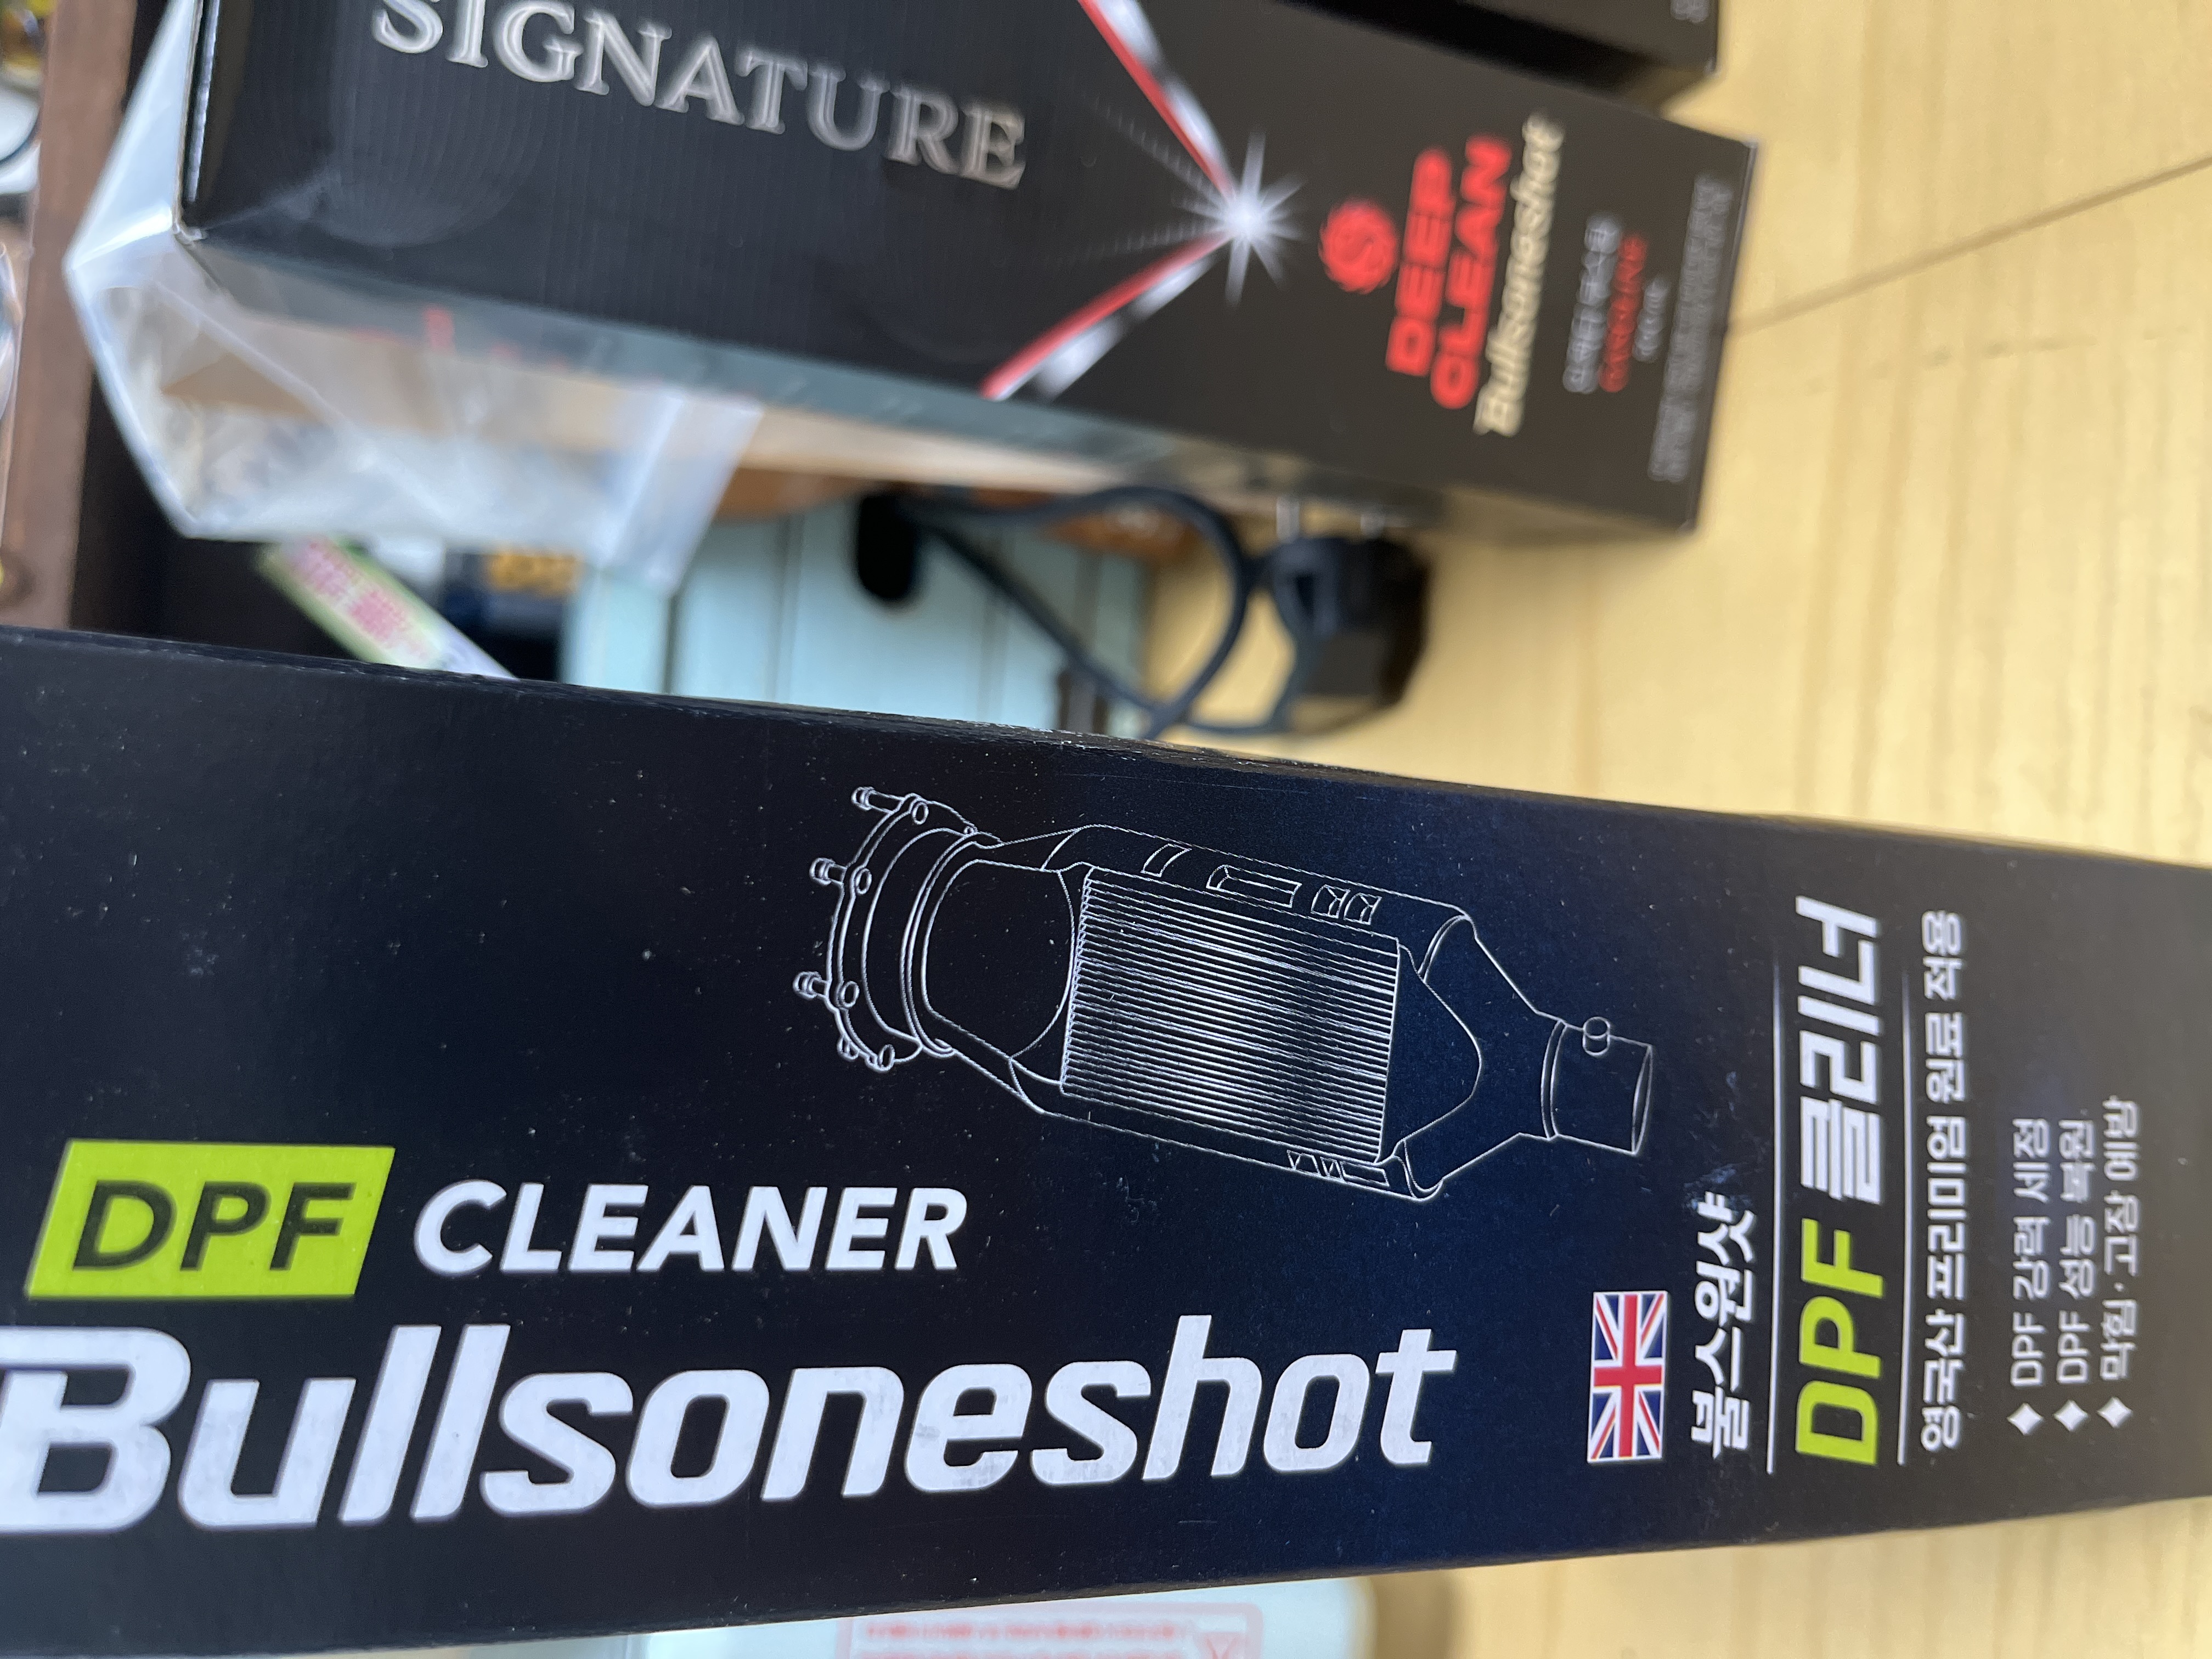 SIGNATURE
DEEP
CLEAN
Bullsoneshot
GASOLINE
DPF CLEANER
Bullsoneshot
불스원샷
DPF 클리너
영국산 프리미엄 원료 적용
◆ DPF 강력 세정
◆ DPF 성능 복원
◆ 막힘·고장 예방